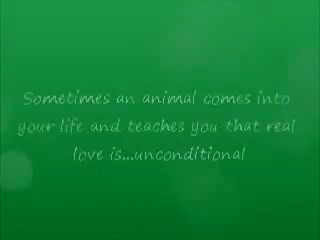 Sometimes an animal comes into
your life and teaches you that real
love is...unconditional